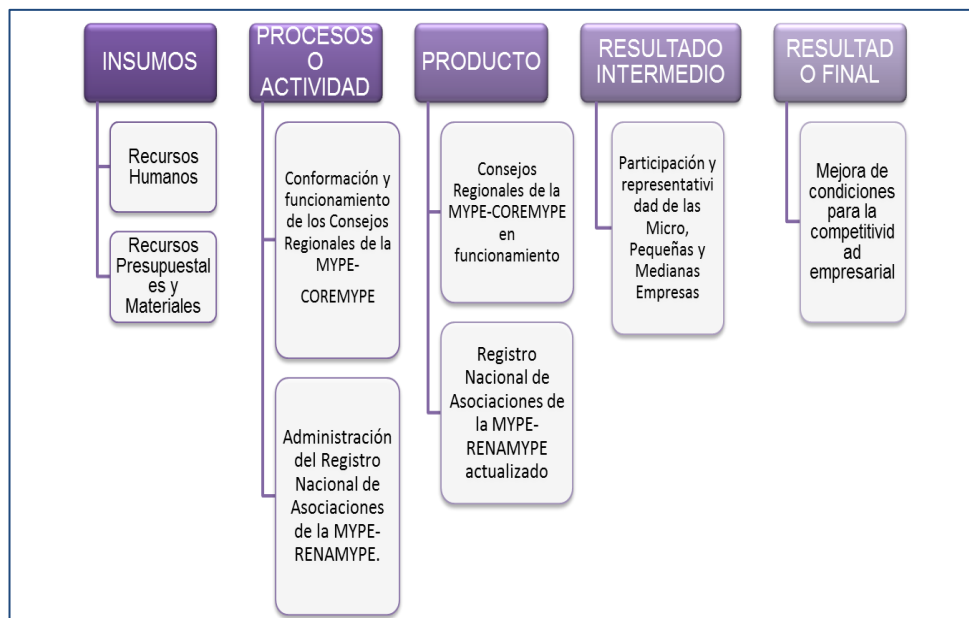 INSUMOS
Recursos
Humanos
Recursos
Presupuestal
es y
Materiales
PROCESOS
O
ACTIVIDAD
Conformación y
funcionamiento
de los Consejos
Regionales de la
MYPE-
COREMYPE
Administración
del Registro
Nacional de
Asociaciones
de la MYPE-
RENAMYPE.
PRODUCTO
Consejos
Regionales de la
MYPE-COREMYPE
en
funcionamiento
Registro
Nacional de
Asociaciones de
la MYPE-
RENAMYPE
actualizado
RESULTADO
INTERMEDIO
Participación y
representativi
dad de las
Micro,
Pequeñas y
Medianas
Empresas
RESULTAD
O FINAL
Mejora de
condiciones
para la
competitivid
ad
empresarial